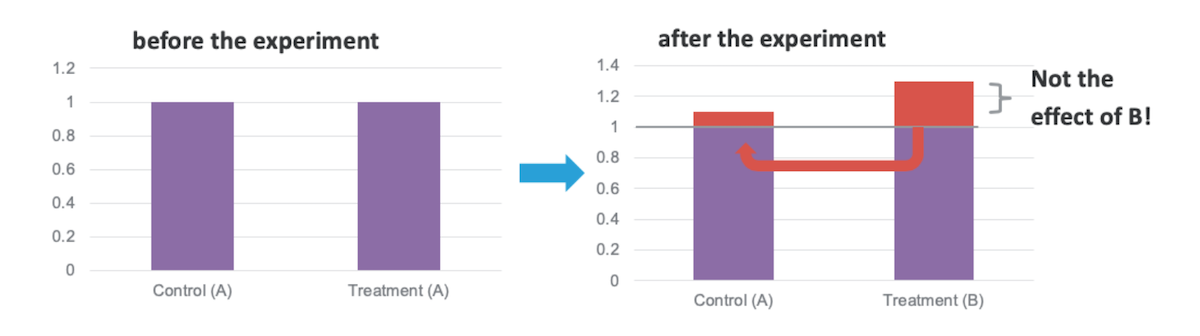 before the experiment
1.2
1
0.8
0.6
0.4
0.2
0
Control (A)
Treatment (A)
after the experiment
1.4
1.2
1
0.8
0.6
0.4
0.2
0
Control (A)
Treatment (B)
Not the
effect of B!